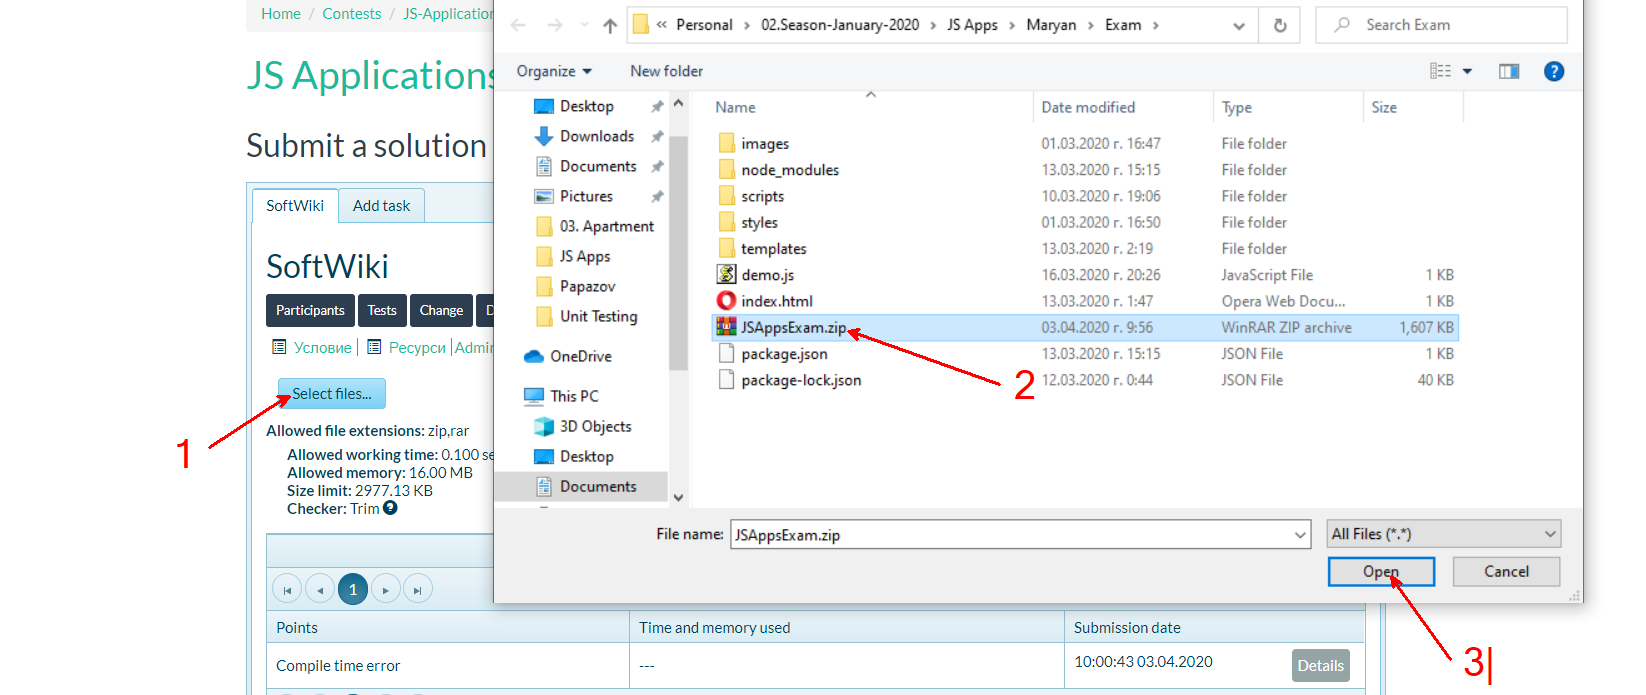 Home / Contests / JS-Application
JS Applications
Submit a solution
SoftWiki Add task
SoftWiki
Participants Tests Change D
Условие | Ресурси | Admin
Select files...
1
Allowed file extensions: zip,rar
Allowed working time: 0.100 se
Allowed memory: 16.00 MB
Size limit: 2977.13 KB
Checker: Trim ?
1
Points Time and memory used Submission date
Compile time error --- 10:00:43 03.04.2020 Details
« Personal › 02.Season-January-2020 › JS Apps › Maryan › Exam ›
Search Exam
Organize New folder
?
Desktop
Downloads
Documents
Pictures
03. Apartment
JS Apps
Papazov
Unit Testing
OneDrive
This PC
3D Objects
Desktop
Documents
Name Date modified Type Size
images 01.03.2020 г. 16:47 File folder
node_modules 13.03.2020 г. 15:15 File folder
scripts 10.03.2020 г. 19:06 File folder
styles 01.03.2020 г. 16:50 File folder
templates 13.03.2020 г. 2:19 File folder
demo.js 16.03.2020 г. 20:26 JavaScript File 1 KB
index.html 13.03.2020 г. 1:47 Opera Web Docu... 1 KB
JSAppsExam.zip 03.04.2020 г. 9:56 WinRAR ZIP archive 1,607 KB
package.json 13.03.2020 г. 15:15 JSON File 1 KB
package-lock.json 12.03.2020 г. 0:44 JSON File 40 KB
2
File name: JSAppsExam.zip All Files (*.*)
Open Cancel
3|